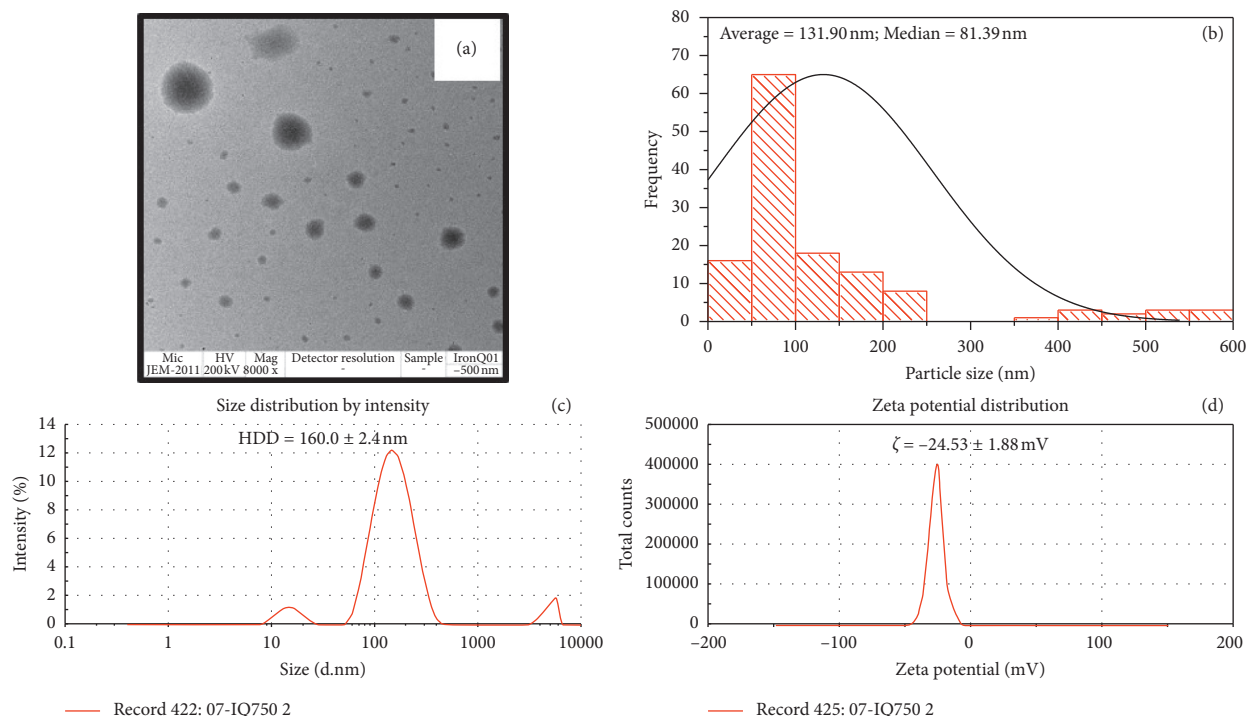 (a)
Mic HV Mag Detector resolution Sample IronQ01
JEM-2011 200 kV 8000 x - - −500 nm
(b)
Average = 131.90 nm; Median = 81.39 nm
Frequency
80
70
60
50
40
30
20
10
0
0 100 200 300 400 500 600
Particle size (nm)
Size distribution by intensity (c)
HDD = 160.0 ± 2.4 nm
Intensity (%)
14
12
10
8
6
4
2
0
0.1 1 10 100 1000 10000
Size (d.nm)
Record 422: 07-IQ750 2
Zeta potential distribution (d)
ζ = −24.53 ± 1.88 mV
Total counts
500000
400000
300000
200000
100000
0
−200 −100 0 100 200
Zeta potential (mV)
Record 425: 07-IQ750 2